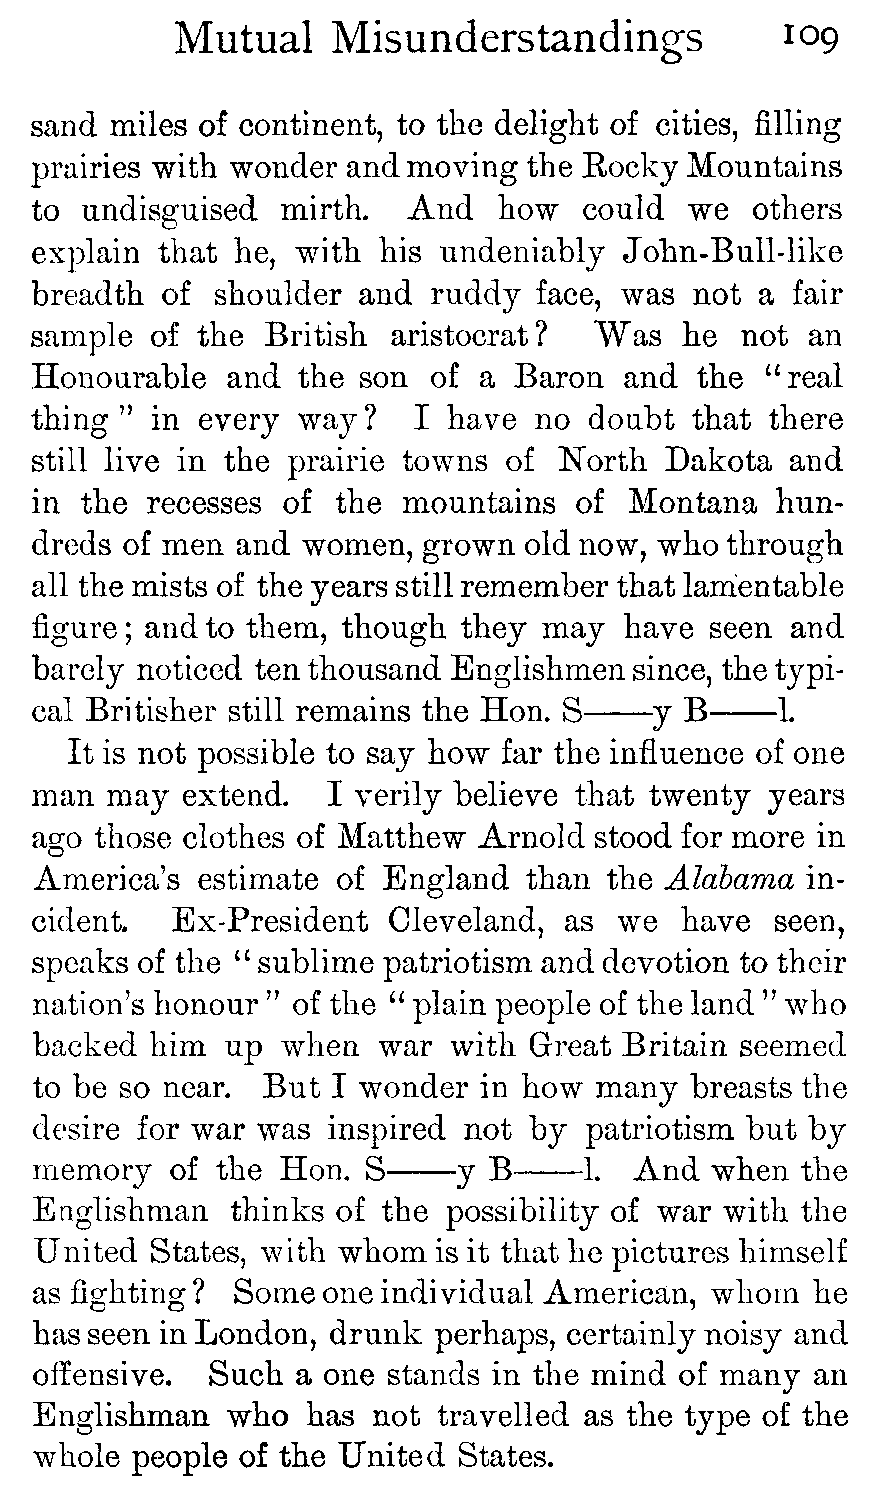 Mutual Misunderstandings 109
sand miles of continent, to the delight of cities, filling
prairies with wonder and moving the Rocky Mountains
to undisguised mirth. And how could we others
explain that he, with his undeniably John-Bull-like
breadth of shoulder and ruddy face, was not a fair
sample of the British aristocrat? Was he not an
Honourable and the son of a Baron and the "real
thing" in every way? I have no doubt that there
still live in the prairie towns of North Dakota and
in the recesses of the mountains of Montana hun-
dreds of men and women, grown old now, who through
all the mists of the years still remember that lamentable
figure; and to them, though they may have seen and
barely noticed ten thousand Englishmen since, the typi-
cal Britisher still remains the Hon. S——y B——l.
It is not possible to say how far the influence of one
man may extend. I verily believe that twenty years
ago those clothes of Matthew Arnold stood for more in
America's estimate of England than the Alabama in-
cident. Ex-President Cleveland, as we have seen,
speaks of the "sublime patriotism and devotion to their
nation's honour" of the "plain people of the land" who
backed him up when war with Great Britain seemed
to be so near. But I wonder in how many breasts the
desire for war was inspired not by patriotism but by
memory of the Hon. S——y B——l. And when the
Englishman thinks of the possibility of war with the
United States, with whom is it that he pictures himself
as fighting? Some one individual American, whom he
has seen in London, drunk perhaps, certainly noisy and
offensive. Such a one stands in the mind of many an
Englishman who has not travelled as the type of the
whole people of the United States.